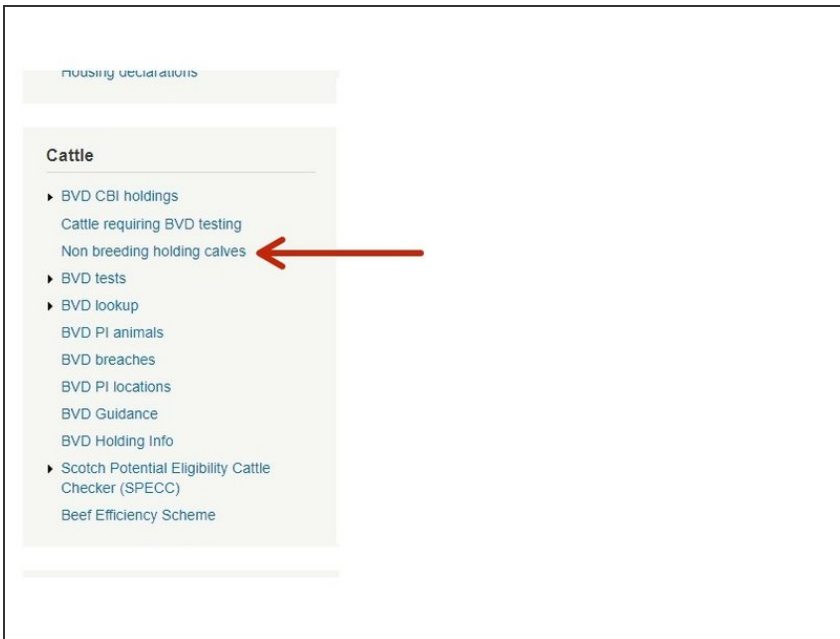 Housing declarations
Cattle
BVD CBI holdings
Cattle requiring BVD testing
Non breeding holding calves
BVD tests
BVD lookup
BVD PI animals
BVD breaches
BVD PI locations
BVD Guidance
BVD Holding Info
Scotch Potential Eligibility Cattle
Checker (SPECC)
Beef Efficiency Scheme